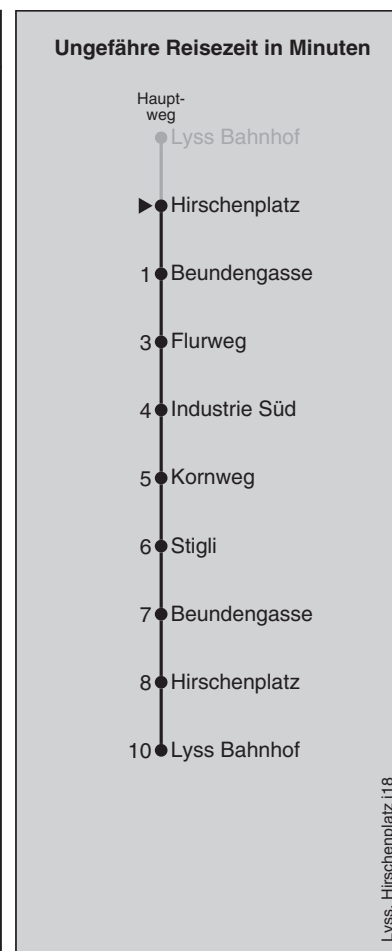 Ungefähre Reisezeit in Minuten
Haupt-
weg
Lyss Bahnhof
Hirschenplatz
1 Beundengasse
3 Flurweg
4 Industrie Süd
5 Kornweg
6 Stigli
7 Beundengasse
8 Hirschenplatz
10 Lyss Bahnhof
Lyss, Hirschenplatz j18